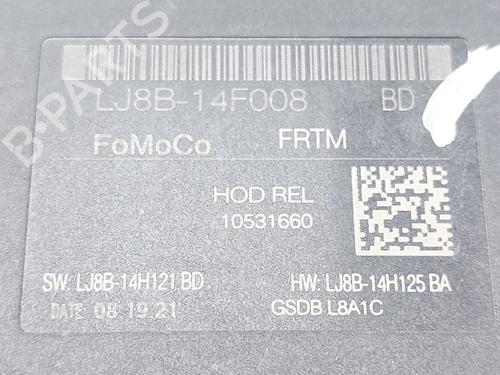 LJ8B-14F008 BD
FoMoCo FRTM
HOD REL
10531660
SW: LJ8B-14H121 BD HW: LJ8B-14H125 BA
DATE: 08.19.21 GSDB L8A1C